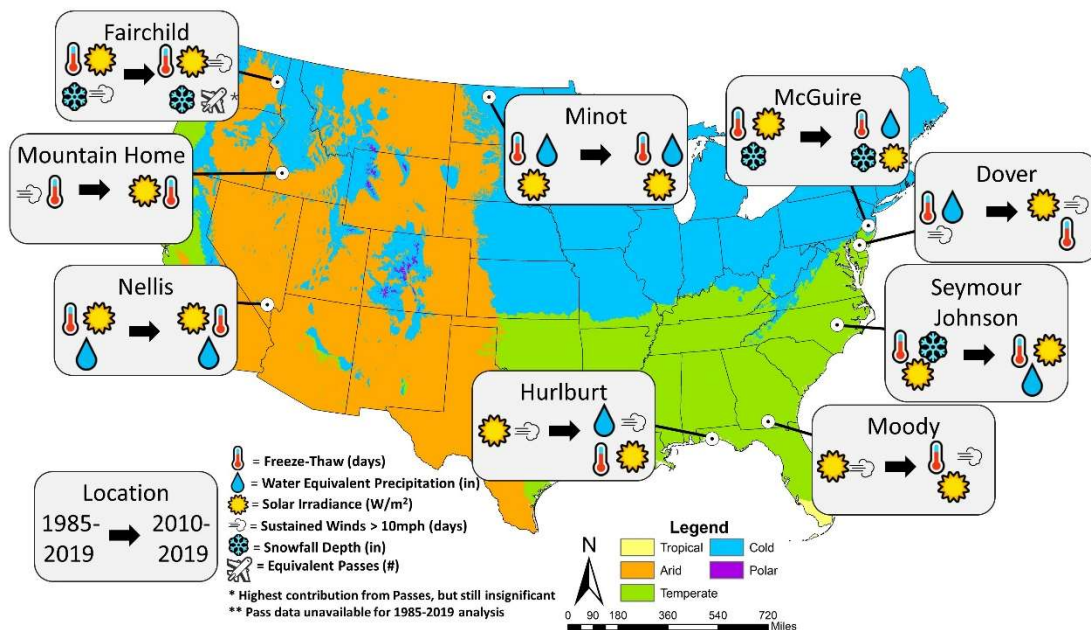 Fairchild
*
Mountain Home
Nellis
Minot
McGuire
Dover
Seymour
Johnson
Hurlburt
Moody
Location
1985-
2019
2010-
2019
= Freeze-Thaw (days)
= Water Equivalent Precipitation (in)
= Solar Irradiance (W/m²)
= Sustained Winds > 10mph (days)
= Snowfall Depth (in)
= Equivalent Passes (#)
* Highest contribution from Passes, but still insignificant
** Pass data unavailable for 1985-2019 analysis
N
Legend
Tropical
Arid
Temperate
Cold
Polar
0 90 180 360 540 720
Miles